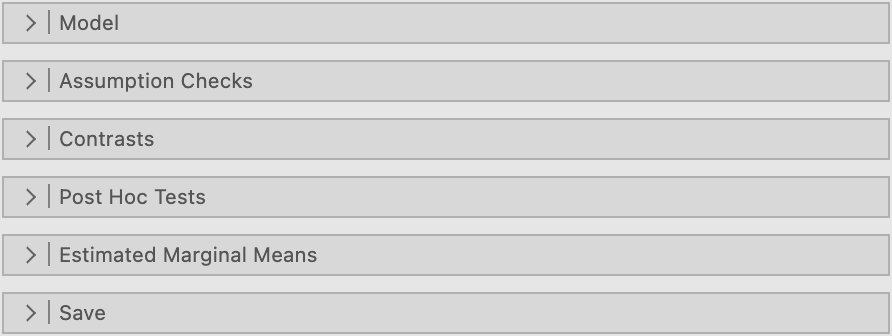 Model
Assumption Checks
Contrasts
Post Hoc Tests
Estimated Marginal Means
Save